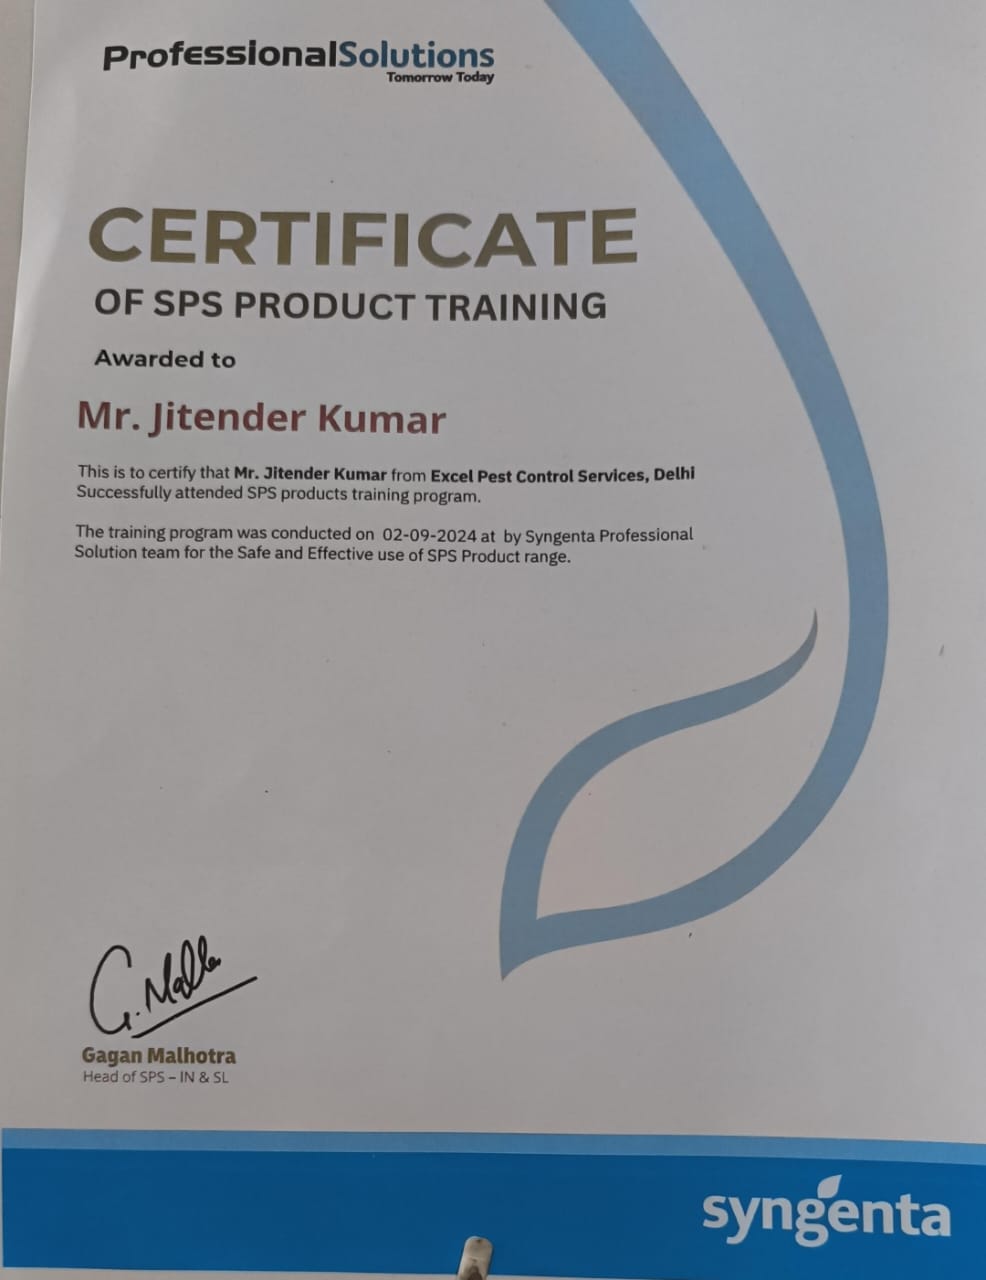 ProfessionalSolutions
Tomorrow Today
CERTIFICATE
OF SPS PRODUCT TRAINING
Awarded to
Mr. Jitender Kumar
This is to certify that Mr. Jitender Kumar from Excel Pest Control Services, Delhi
Successfully attended SPS products training program.
The training program was conducted on 02-09-2024 at by Syngenta Professional
Solution team for the Safe and Effective use of SPS Product range.
G. Malh
Gagan Malhotra
Head of SPS – IN & SL
syngenta